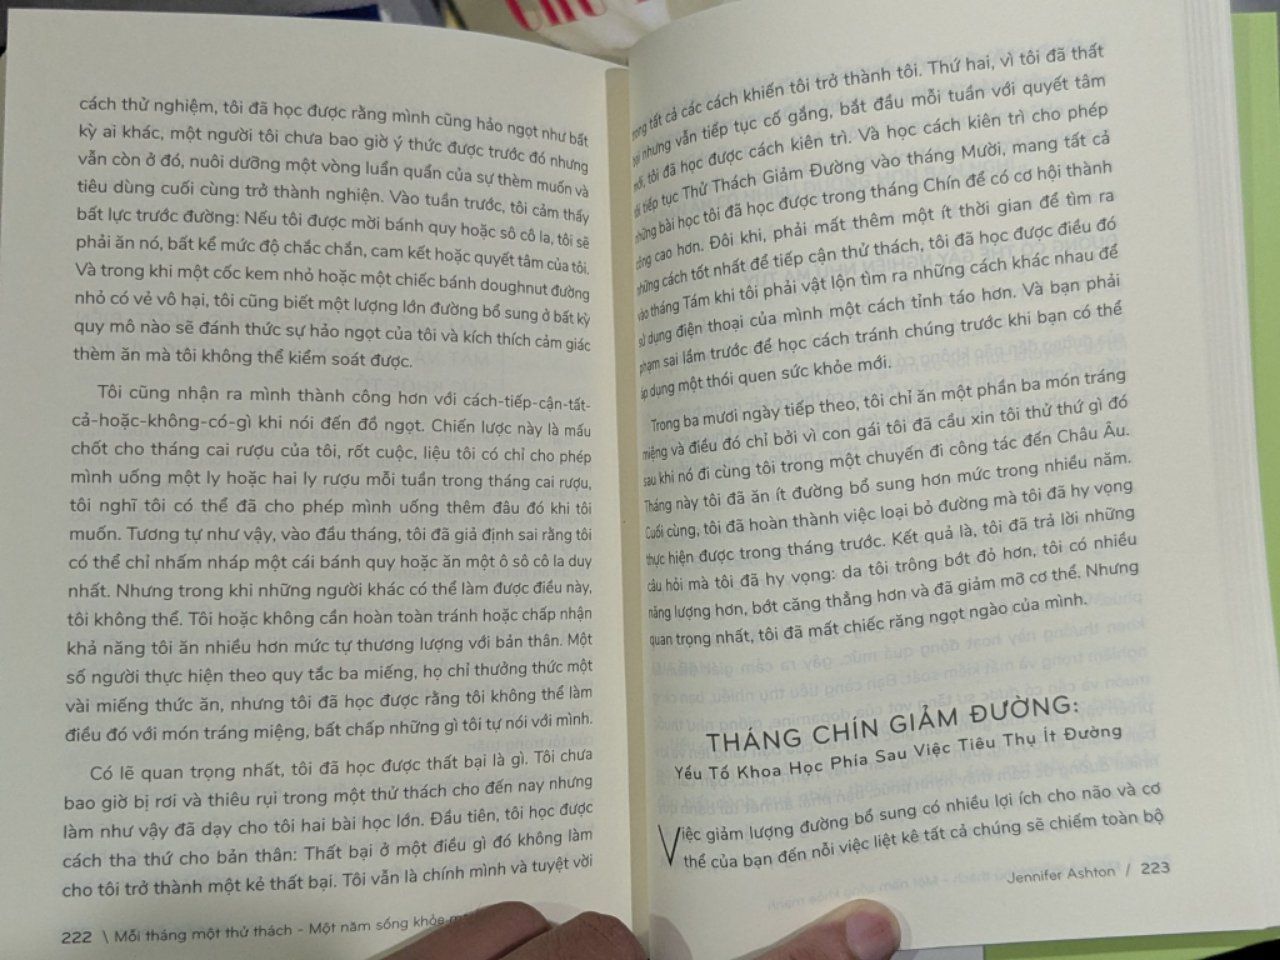 cách thử nghiệm, tôi đã học được rằng mình cũng hảo ngọt như bất
kỳ ai khác, một người tôi chưa bao giờ ý thức được trước đó nhưng
vẫn còn ở đó, nuôi dưỡng một vòng luẩn quẩn của sự thèm muốn và
tiêu dùng cuối cùng trở thành nghiện. Vào tuần trước, tôi cảm thấy
bất lực trước đường: Nếu tôi được mời bánh quy hoặc sô cô la, tôi sẽ
phải ăn nó, bất kể mức độ chắc chắn, cam kết hoặc quyết tâm của tôi.
Và trong khi một cốc kem nhỏ hoặc một chiếc bánh doughnut đường
nhỏ có vẻ vô hại, tôi cũng biết một lượng lớn đường bổ sung ở bất kỳ
quy mô nào sẽ đánh thức sự hảo ngọt của tôi và kích thích cảm giác
thèm ăn mà tôi không thể kiểm soát được.
Tôi cũng nhận ra mình thành công hơn với cách-tiếp-cận-tất-
cả-hoặc-không-có-gì khi nói đến đồ ngọt. Chiến lược này là mấu
chốt cho tháng cai rượu của tôi, rốt cuộc, liệu tôi có chỉ cho phép
mình uống một ly hoặc hai ly rượu mỗi tuần trong tháng cai rượu,
tôi nghĩ tôi có thể đã cho phép mình uống thêm đâu đó khi tôi
muốn. Tương tự như vậy, vào đầu tháng, tôi đã giả định sai rằng tôi
có thể chỉ nhấm nháp một cái bánh quy hoặc ăn một ô sô cô la duy
nhất. Nhưng trong khi những người khác có thể làm được điều này,
tôi không thể. Tôi hoặc không cần hoàn toàn tránh hoặc chấp nhận
khả năng tôi ăn nhiều hơn mức tự thương lượng với bản thân. Một
số người thực hiện theo quy tắc ba miếng, họ chỉ thưởng thức một
vài miếng thức ăn, nhưng tôi đã học được rằng tôi không thể làm
điều đó với món tráng miệng, bất chấp những gì tôi tự nói với mình.
Có lẽ quan trọng nhất, tôi đã học được thất bại là gì. Tôi chưa
bao giờ bị rơi và thiêu rụi trong một thử thách cho đến nay nhưng
làm như vậy đã dạy cho tôi hai bài học lớn. Đầu tiên, tôi học được
cách tha thứ cho bản thân: Thất bại ở một điều gì đó không làm
cho tôi trở thành một kẻ thất bại. Tôi vẫn là chính mình và tuyệt vời
222 \ Mỗi tháng một thử thách - Một năm sống khỏe
trong tất cả các cách khiến tôi trở thành tôi. Thứ hai, vì tôi đã thất
bại nhưng vẫn tiếp tục cố gắng, bắt đầu mỗi tuần với quyết tâm
mới, tôi đã học được cách kiên trì. Và học cách kiên trì cho phép
tôi tiếp tục Thử Thách Giảm Đường vào tháng Mười, mang tất cả
những bài học tôi đã học được trong tháng Chín để có cơ hội thành
công cao hơn. Đôi khi, phải mất thêm một ít thời gian để tìm ra
những cách tốt nhất để tiếp cận thử thách, tôi đã học được điều đó
vào tháng Tám khi tôi phải vật lộn tìm ra những cách khác nhau để
sử dụng điện thoại của mình một cách tỉnh táo hơn. Và bạn phải
phạm sai lầm trước để học cách tránh chúng trước khi bạn có thể
áp dụng một thói quen sức khỏe mới.
Trong ba mươi ngày tiếp theo, tôi chỉ ăn một phần ba món tráng
miệng và điều đó chỉ bởi vì con gái tôi đã cầu xin tôi thử thứ gì đó
sau khi nó đi cùng tôi trong một chuyến đi công tác đến Châu Âu.
Tháng này tôi đã ăn ít đường bổ sung hơn mức trong nhiều năm.
Cuối cùng, tôi đã hoàn thành việc loại bỏ đường mà tôi đã hy vọng
thực hiện được trong tháng trước. Kết quả là, tôi đã trả lời những
câu hỏi mà tôi đã hy vọng: da tôi trông bớt đỏ hơn, tôi có nhiều
năng lượng hơn, bớt căng thẳng hơn và đã giảm mỡ cơ thể. Nhưng
quan trọng nhất, tôi đã mất chiếc răng ngọt ngào của mình.
THÁNG CHÍN GIẢM ĐƯỜNG:
Yếu Tố Khoa Học Phía Sau Việc Tiêu Thụ Ít Đường
Việc giảm lượng đường bổ sung có nhiều lợi ích cho não và cơ
thể của bạn đến nỗi việc liệt kê tất cả chúng sẽ chiếm toàn bộ
Jennifer Ashton / 223